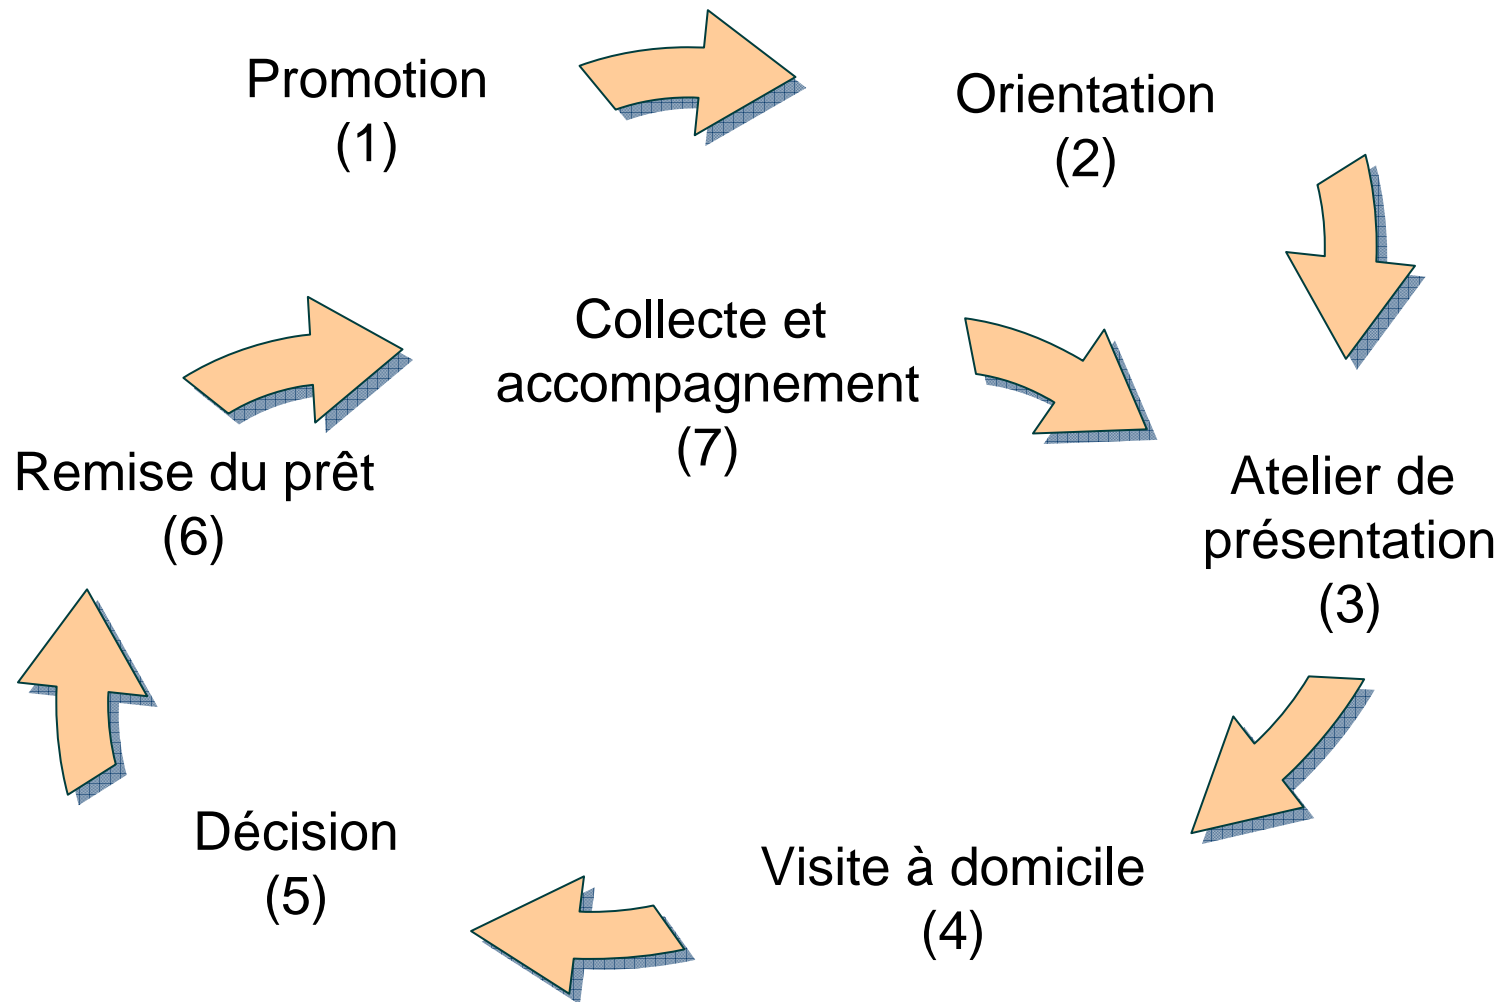 Promotion
(1)
Orientation
(2)
Collecte et
accompagnement
(7)
Remise du prêt
(6)
Atelier de
présentation
(3)
Décision
(5)
Visite à domicile
(4)